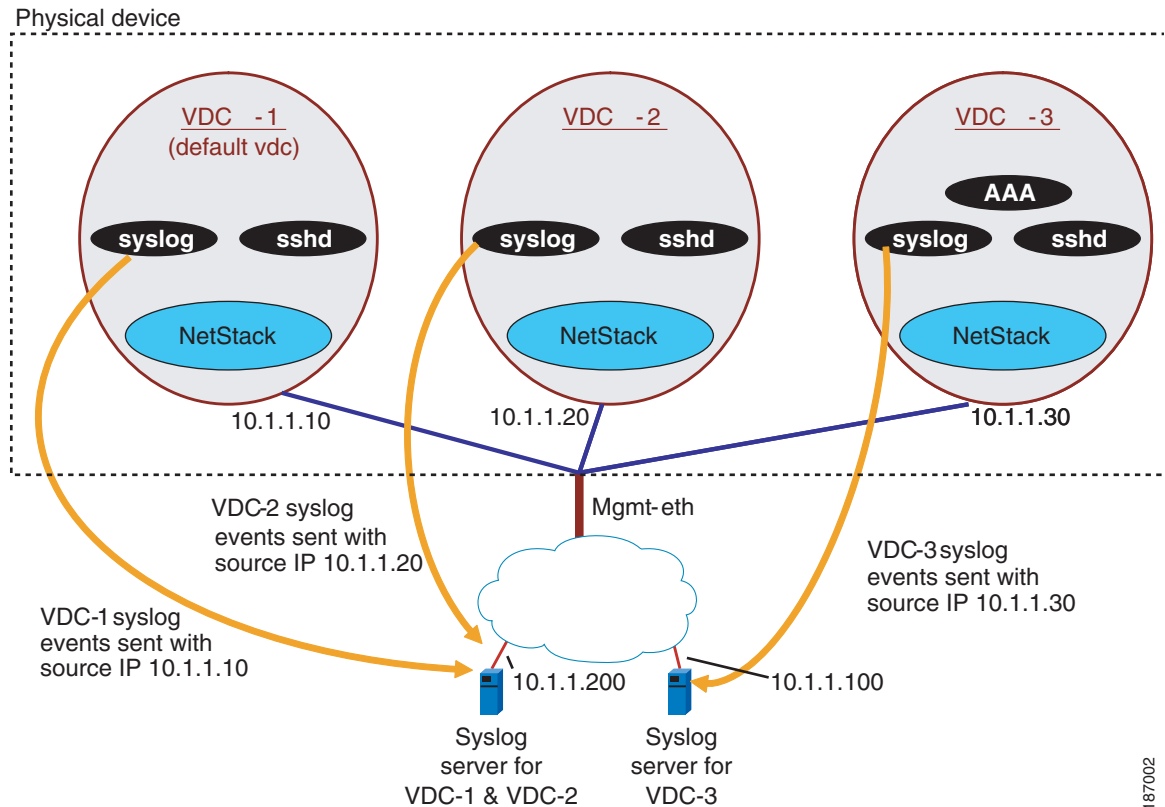 Physical device
VDC -1
(default vdc)
VDC -2
VDC -3
AAA
syslog
sshd
syslog
sshd
syslog
sshd
NetStack
NetStack
NetStack
10.1.1.10
10.1.1.20
10.1.1.30
Mgmt-eth
VDC-2 syslog
events sent with
source IP 10.1.1.20
VDC-3 syslog
events sent with
source IP 10.1.1.30
VDC-1 syslog
events sent with
source IP 10.1.1.10
10.1.1.200
10.1.1.100
Syslog
server for
VDC-1 & VDC-2
Syslog
server for
VDC-3
187002